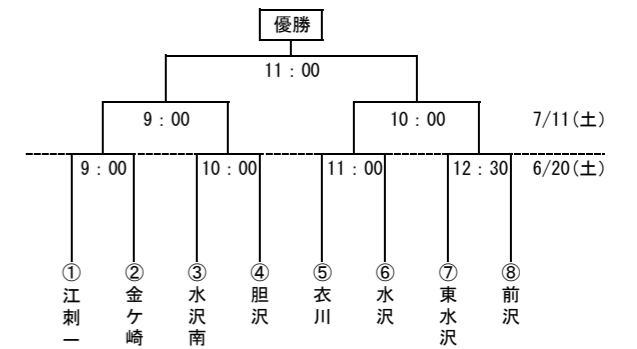 優勝
11：00
9：00
10：00
7/11(土)
9：00
10：00
11：00
12：30
6/20(土)
①江刺一
②金ケ崎
③水沢南
④胆沢
⑤衣川
⑥水沢
⑦東水沢
⑧前沢